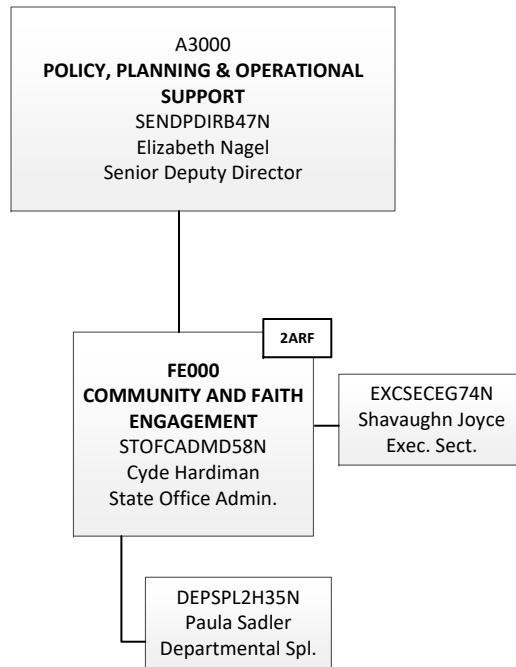 A3000
POLICY, PLANNING & OPERATIONAL
SUPPORT
SENDPDIRB47N
Elizabeth Nagel
Senior Deputy Director
2ARF
FE000
COMMUNITY AND FAITH
ENGAGEMENT
STOFCADMD58N
Cyde Hardiman
State Office Admin.
EXCSECEG74N
Shavaughn Joyce
Exec. Sect.
DEPSPL2H35N
Paula Sadler
Departmental Spl.